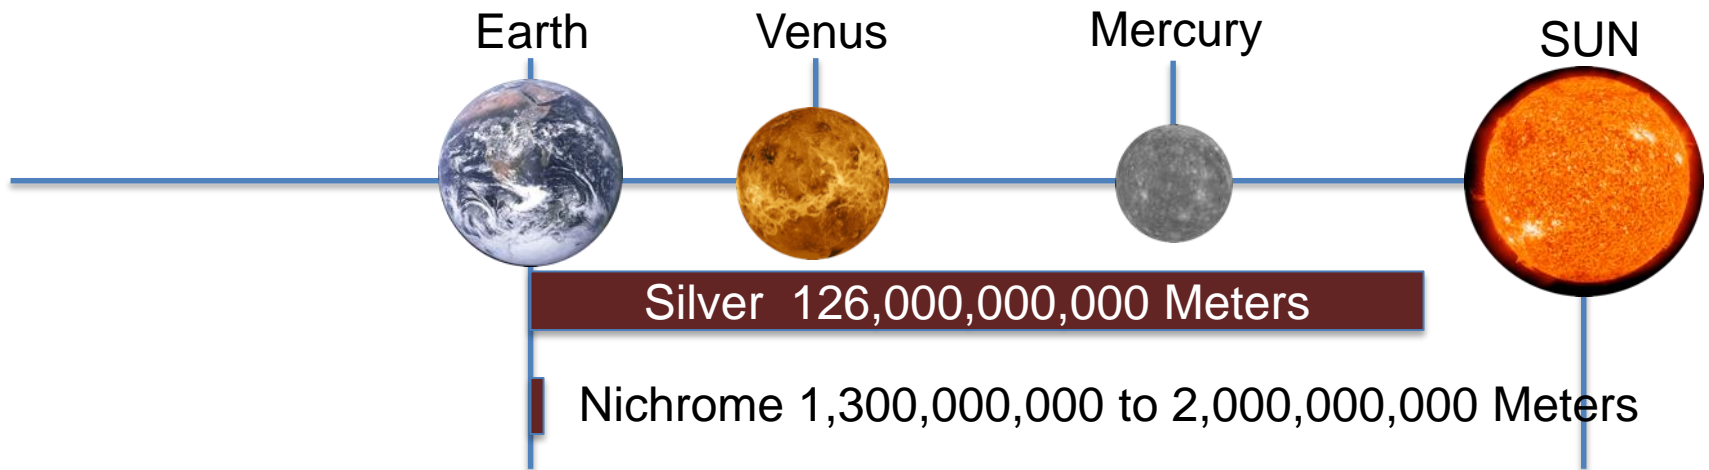 Earth
Venus
Mercury
SUN
Silver 126,000,000,000 Meters
Nichrome 1,300,000,000 to 2,000,000,000 Meters